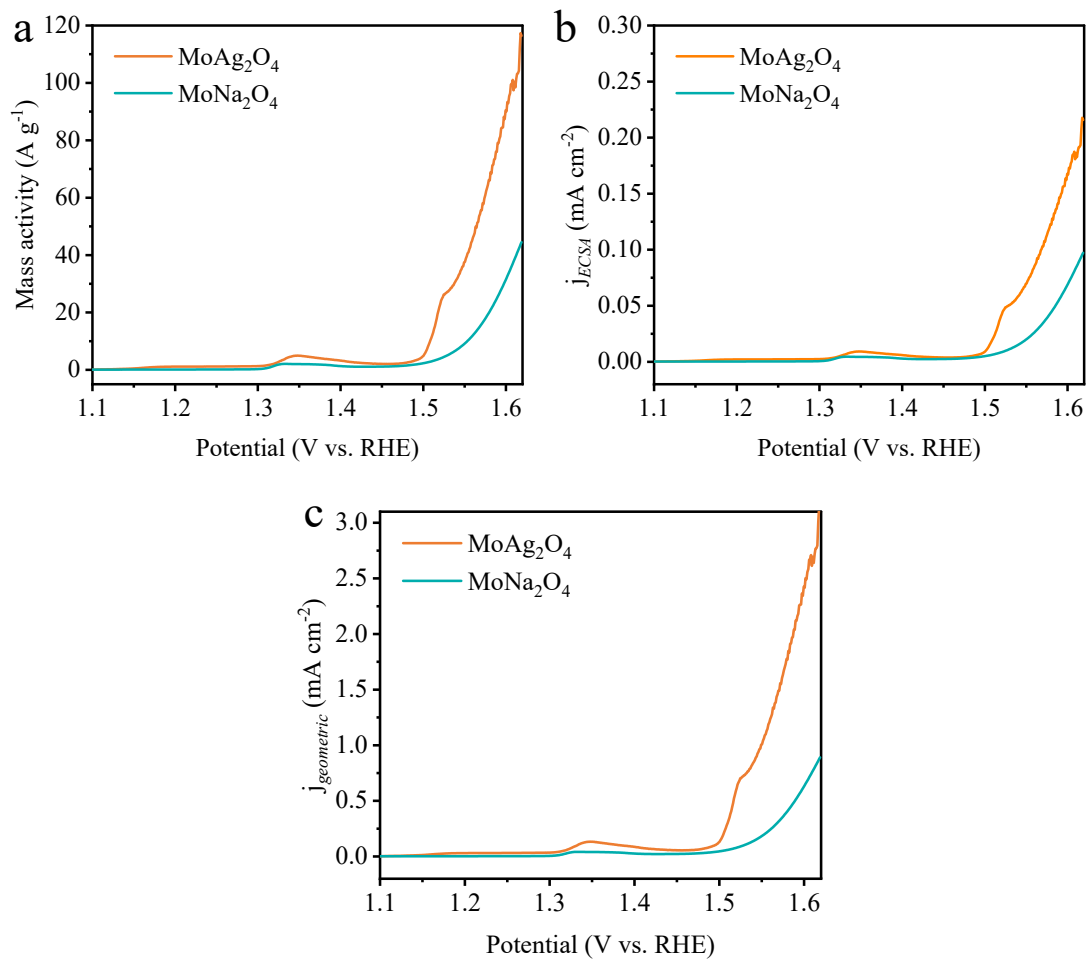 a
MoAg₂O₄
MoNa₂O₄
Mass activity (A g⁻¹)
120
100
80
60
40
20
0
1.1 1.2 1.3 1.4 1.5 1.6
Potential (V vs. RHE)
b
MoAg₂O₄
MoNa₂O₄
j_ECSA (mA cm⁻²)
0.30
0.25
0.20
0.15
0.10
0.05
0.00
1.1 1.2 1.3 1.4 1.5 1.6
Potential (V vs. RHE)
c
MoAg₂O₄
MoNa₂O₄
j_geometric (mA cm⁻²)
3.0
2.5
2.0
1.5
1.0
0.5
0.0
1.1 1.2 1.3 1.4 1.5 1.6
Potential (V vs. RHE)